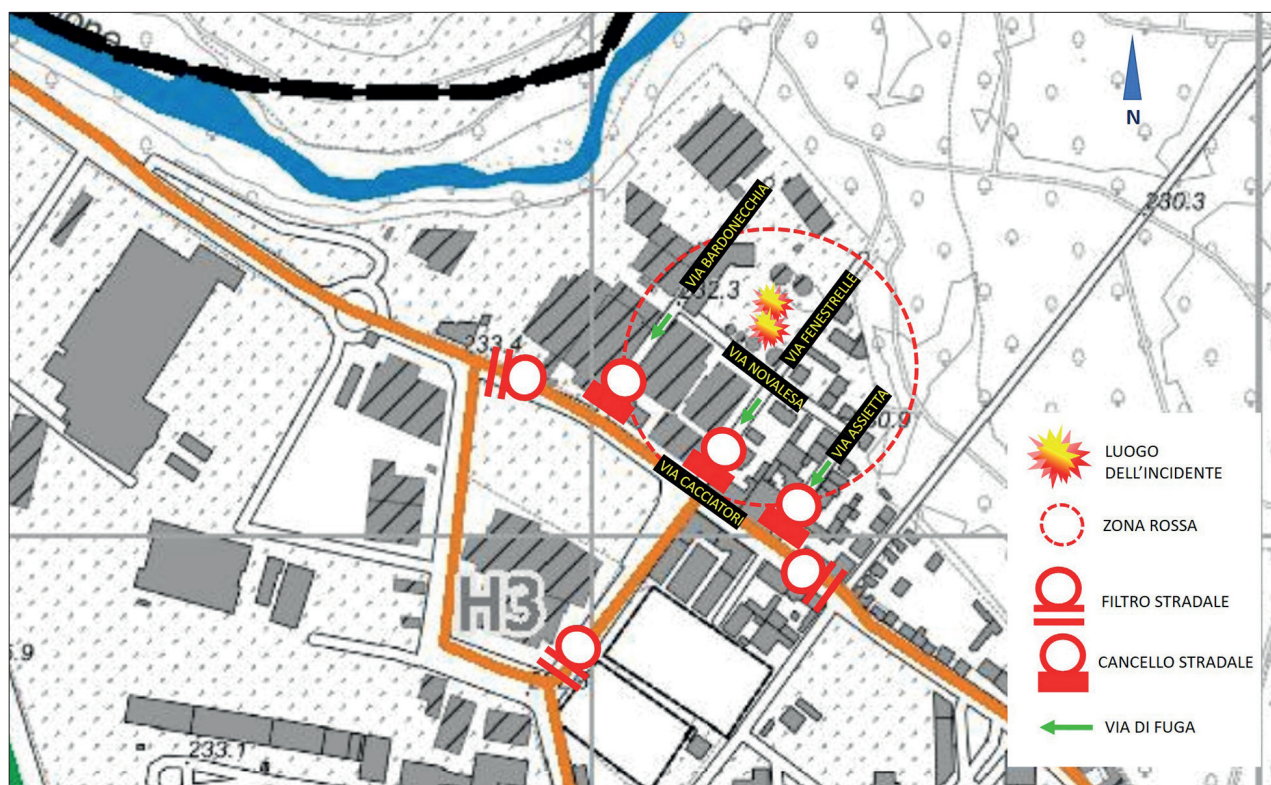 N
230.3
VIA BARDONECCHIA
232.3
VIA FENESTRELLE
233.4
VIA NOVALESA
VIA ASSIETTA
VIA CACCIATORI
H3
233.1
LUOGO
DELL'INCIDENTE
ZONA ROSSA
FILTRO STRADALE
CANCELLO STRADALE
VIA DI FUGA